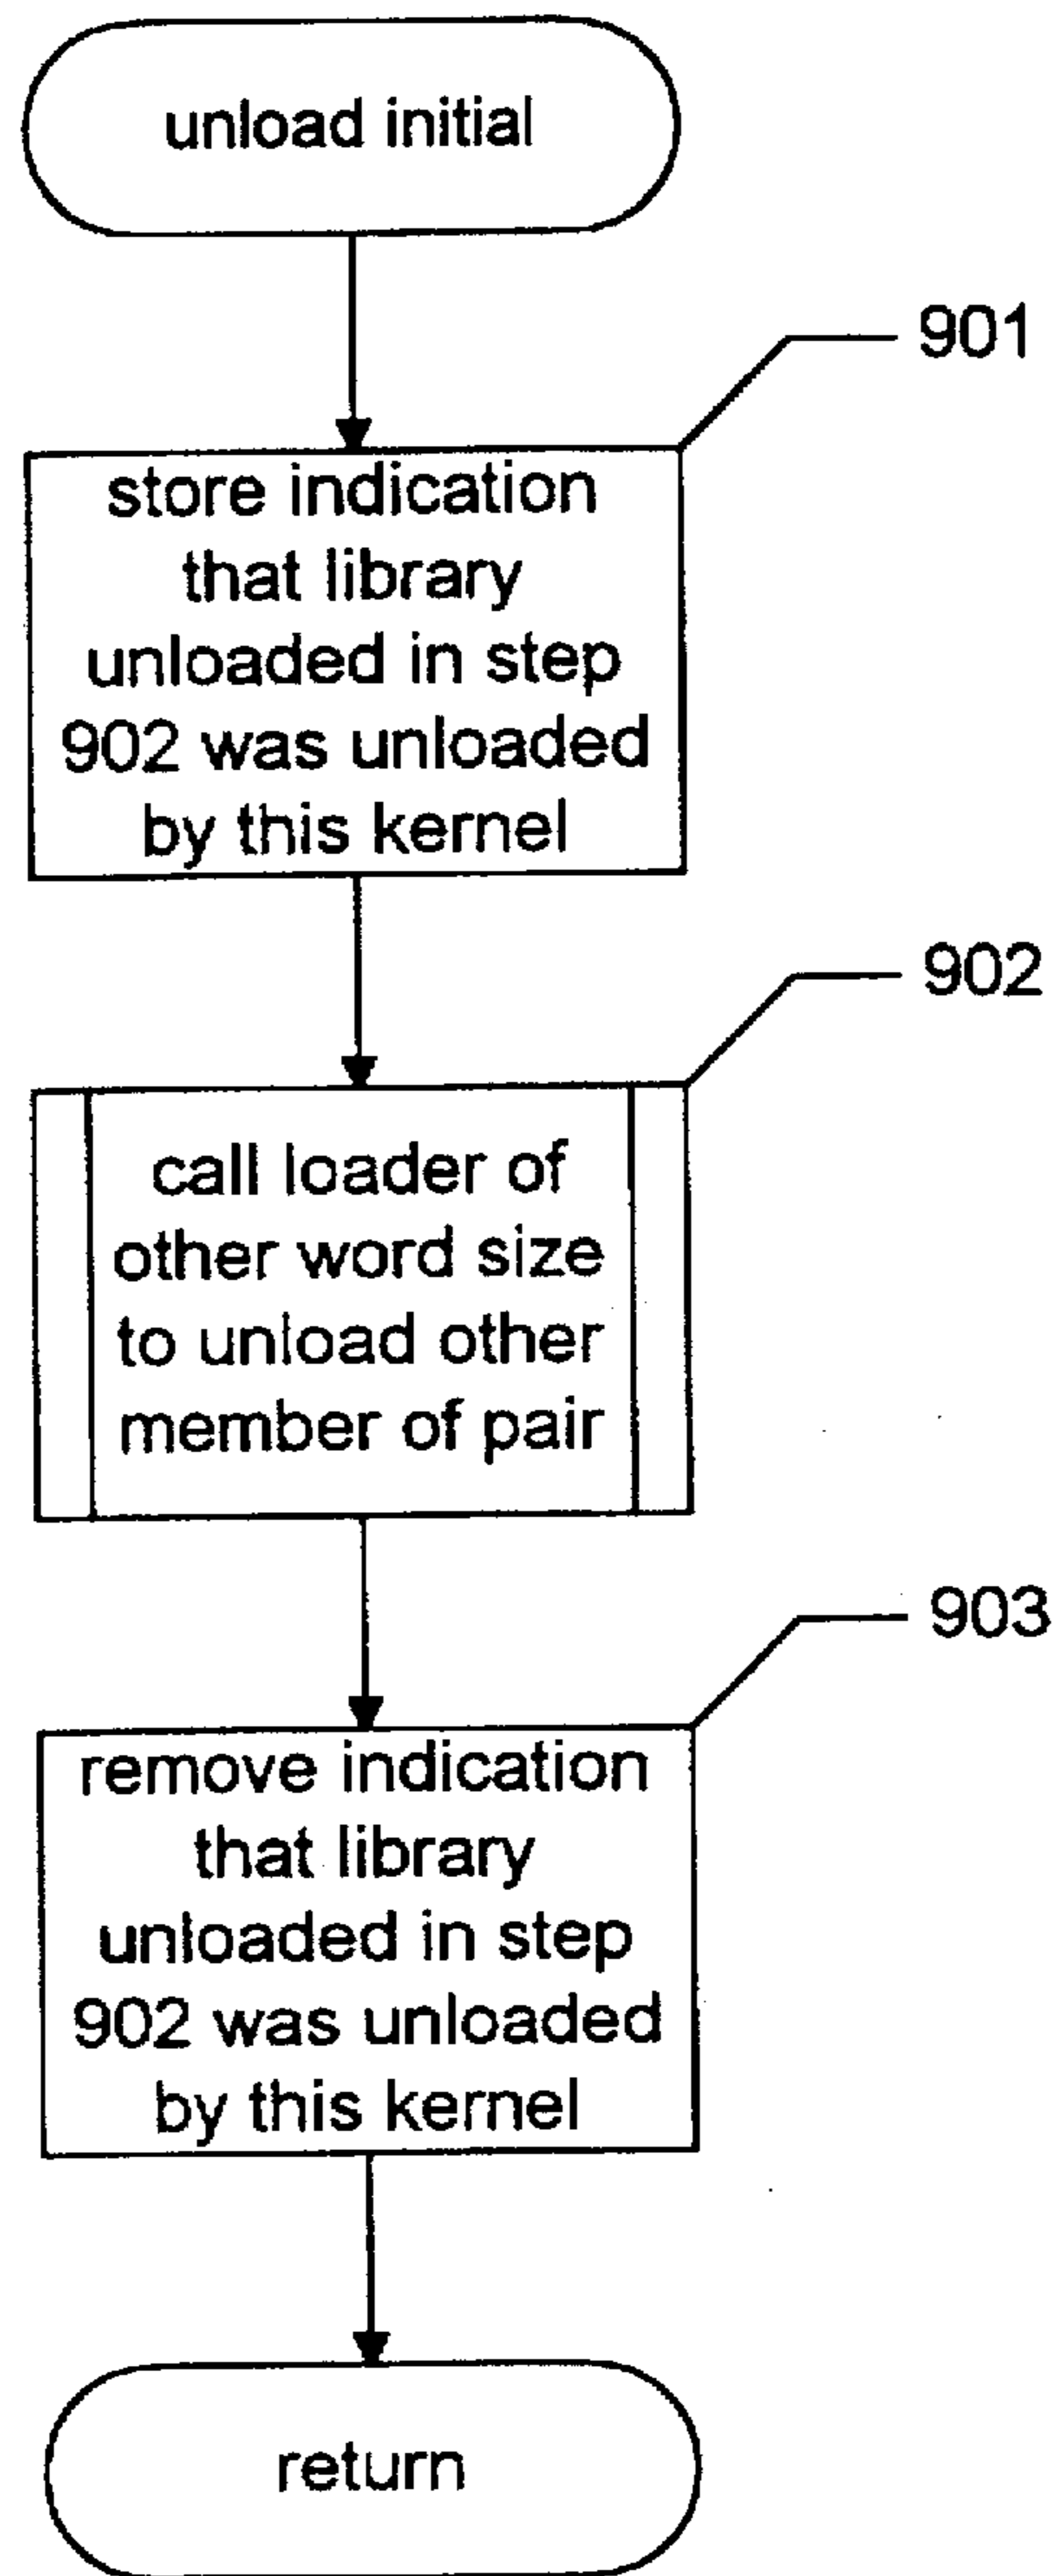 unload initial
901
store indication
that library
unloaded in step
902 was unloaded
by this kernel
902
call loader of
other word size
to unload other
member of pair
903
remove indication
that library
unloaded in step
902 was unloaded
by this kernel
return